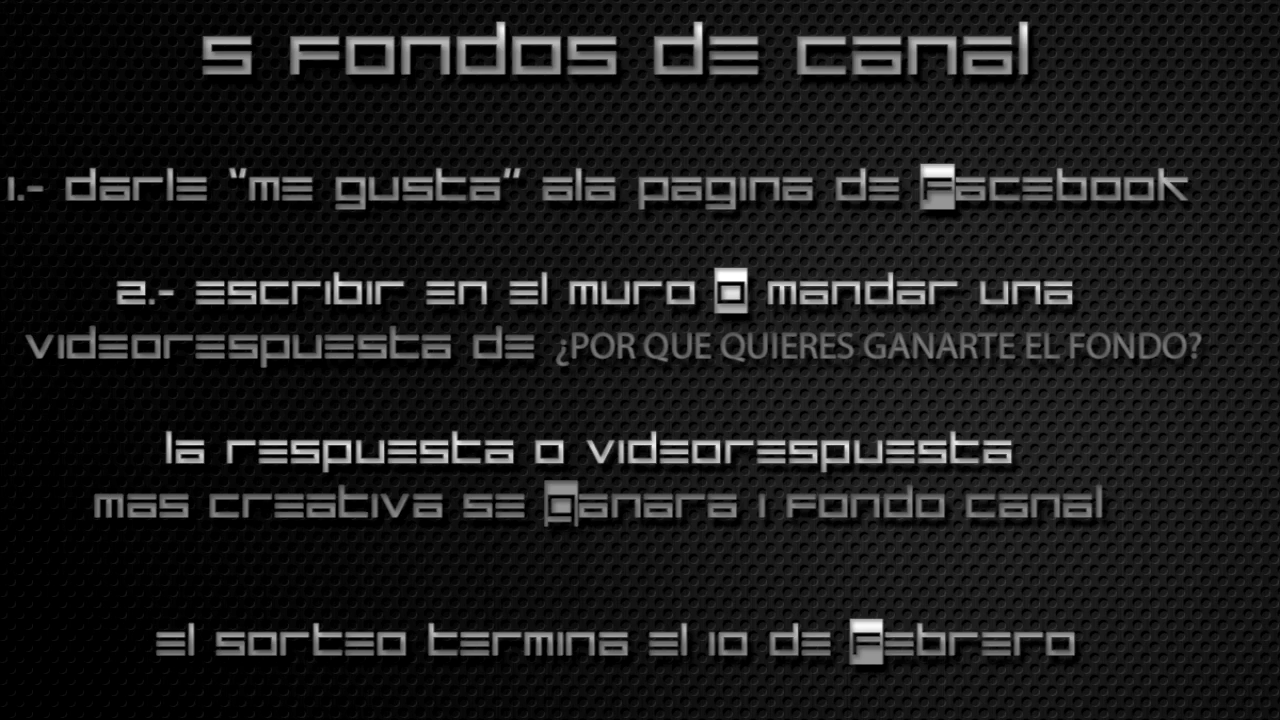 5 Fondos de canal
1.- darle "me gusta" ala pagina de Facebook
2.- escribir en el muro O mandar una
videorespuesta de ¿POR QUE QUIERES GANARTE EL FONDO?
la respuesta o videorespuesta
mas creativa se Ganara 1 fondo canal
el sorteo termina el 10 de Febrero